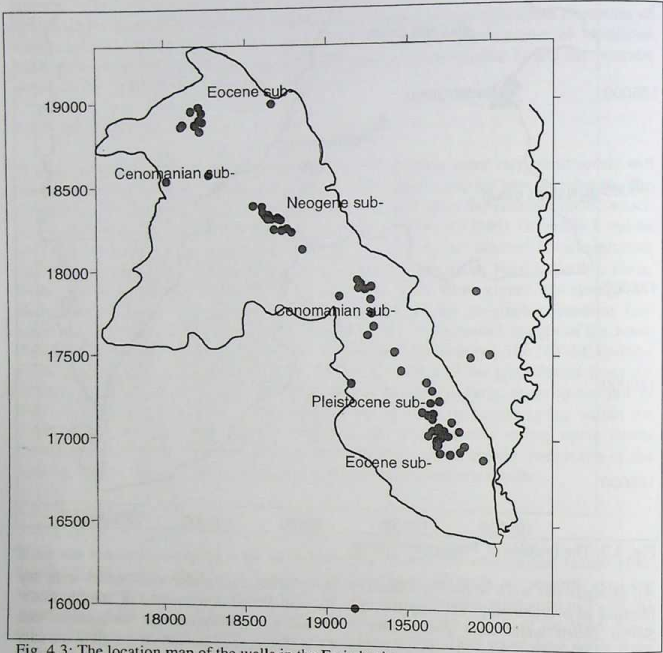 Eocene sub-
19000
Cenomanian sub-
18500
Neogene sub-
18000
Cenomanian sub-
17500
Pleistocene sub-
17000
Eocene sub-
16500
16000
18000 18500 19000 19500 20000
Fig. 4.3: The location map of the wells in the